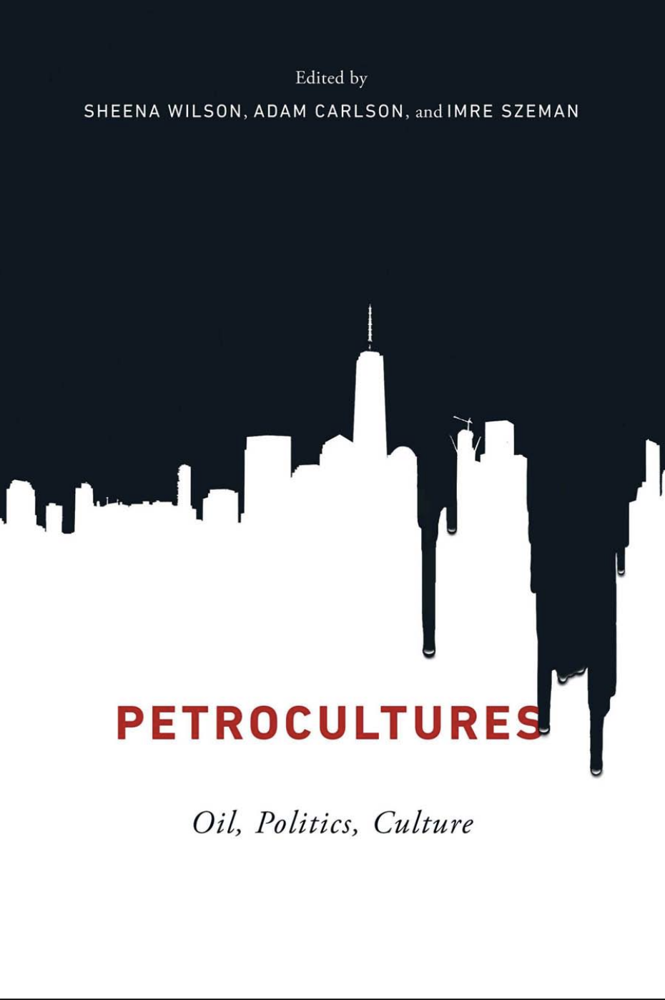 Edited by
SHEENA WILSON, ADAM CARLSON, and IMRE SZEMAN
PETROCULTURES
Oil, Politics, Culture